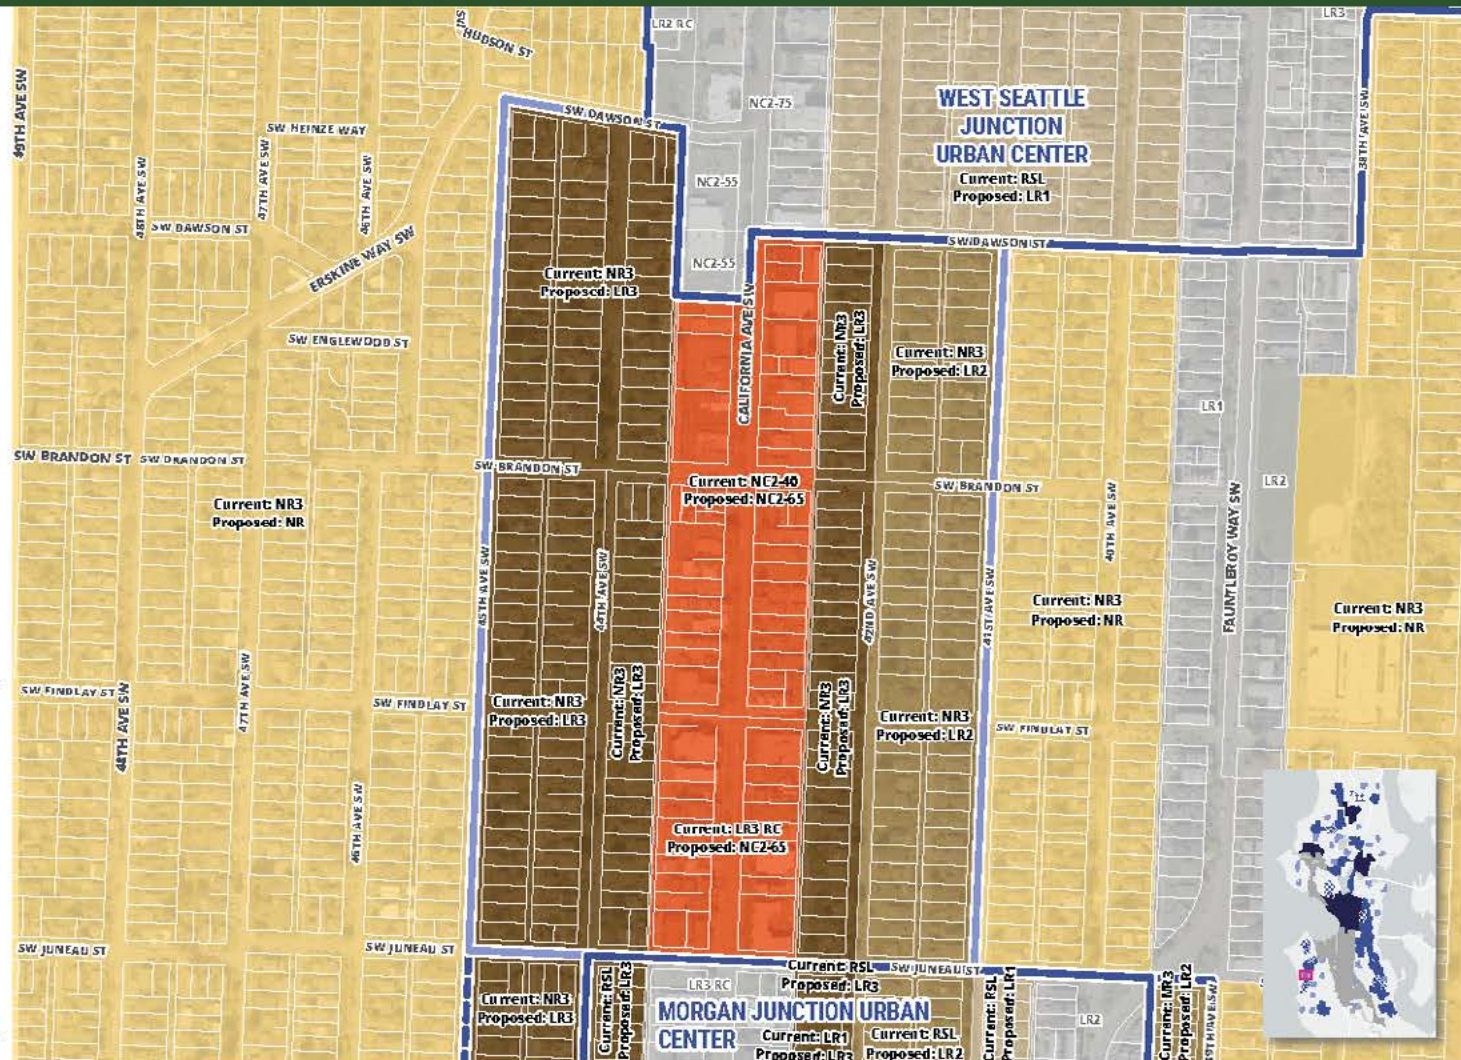 LR2 RC
LR3
SW HUDSON ST
49TH AVE SW
NC2-75
WEST SEATTLE
JUNCTION
URBAN CENTER
Current: RSL
Proposed: LR1
38TH AVE SW
SW DAWSON ST
SW HEINZE WAY
48TH AVE SW
47TH AVE SW
46TH AVE SW
NC2-55
SW DAWSON ST
ERSKINE WAY SW
SW DAWSON ST
NC2-55
Current: NR3
Proposed: LR3
CALIFORNIA AVE SW
Current: NR3
Proposed: LR3
Current: NR3
Proposed: LR2
SW ENGLEWOOD ST
LR1
SW BRANDON ST
SW BRANDON ST
SW BRANDON ST
Current: NC2-40
Proposed: NC2-65
SW BRANDON ST
LR2
Current: NR3
Proposed: NR
40TH AVE SW
FAUNTLEROY WAY SW
45TH AVE SW
44TH AVE SW
42ND AVE SW
41ST AVE SW
Current: NR3
Proposed: NR
Current: NR3
Proposed: NR
SW FINDLAY ST
48TH AVE SW
47TH AVE SW
SW FINDLAY ST
Current: NR3
Proposed: LR3
Current: NR3
Proposed: LR3
Current: NR3
Proposed: LR3
Current: NR3
Proposed: LR2
SW FINDLAY ST
46TH AVE SW
Current: LR3 RC
Proposed: NC2-65
SW JUNEAU ST
SW JUNEAU ST
Current: RSL
Proposed: LR3
SW JUNEAU ST
Current: NR3
Proposed: LR3
Current: RSL
Proposed: LR3
LR3 RC
MORGAN JUNCTION URBAN
CENTER
Current: LR1
Proposed: LR3
Current: RSL
Proposed: LR2
Current: RSL
Proposed: LR1
LR2
Current: NR3
Proposed: LR2
39TH AVE SW